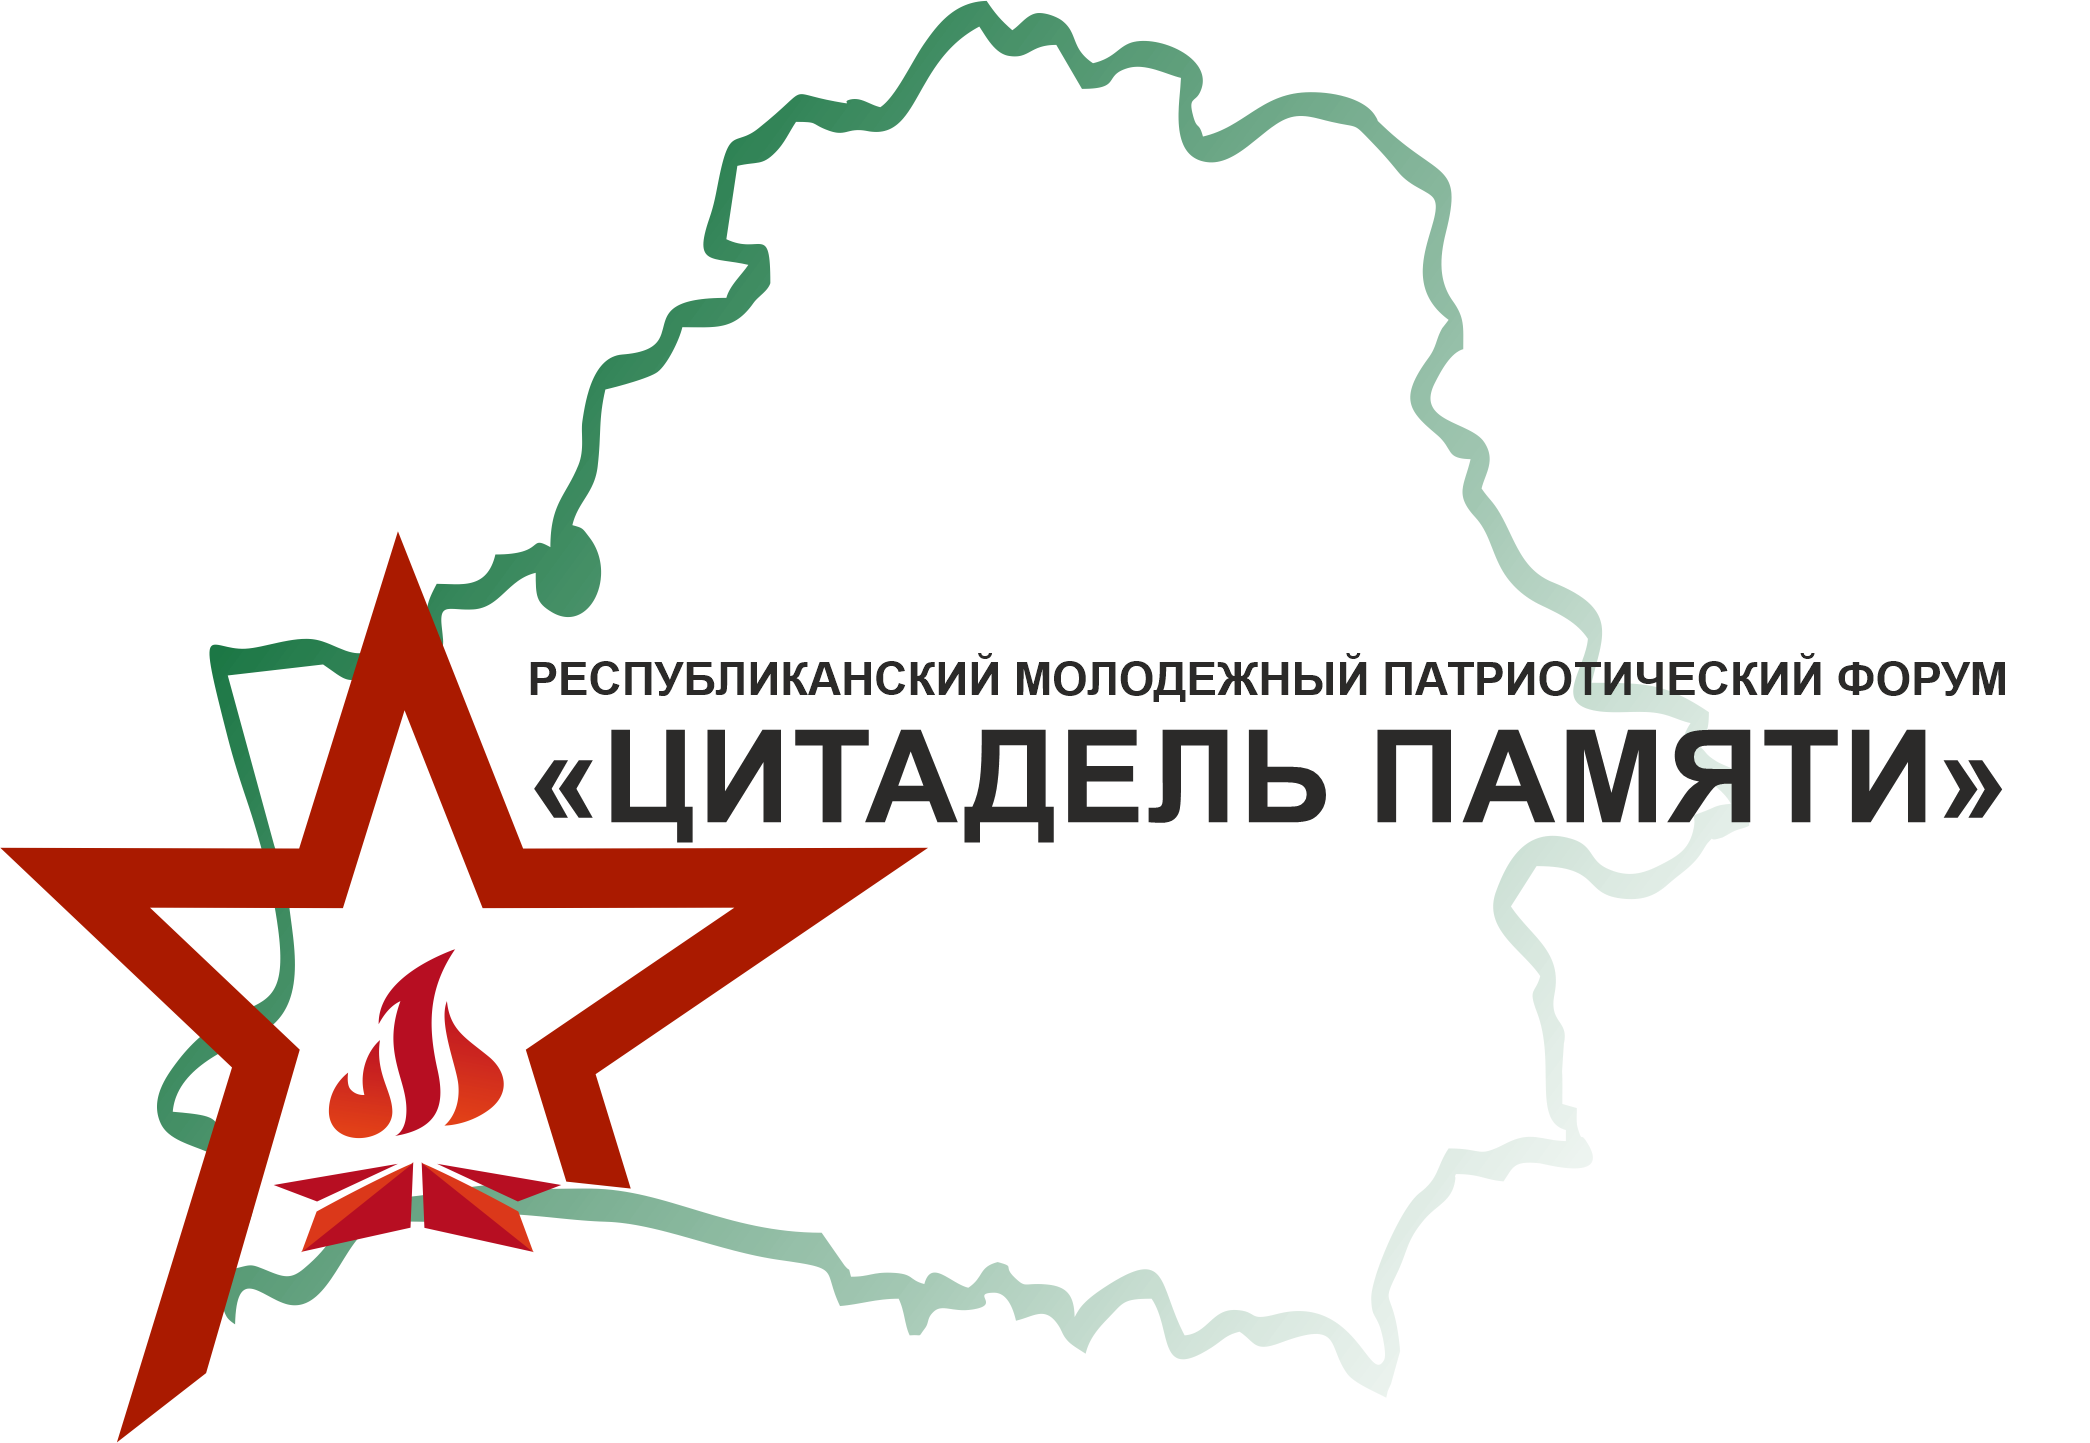 РЕСПУБЛИКАНСКИЙ МОЛОДЕЖНЫЙ ПАТРИОТИЧЕСКИЙ ФОРУМ
«ЦИТАДЕЛЬ ПАМЯТИ»